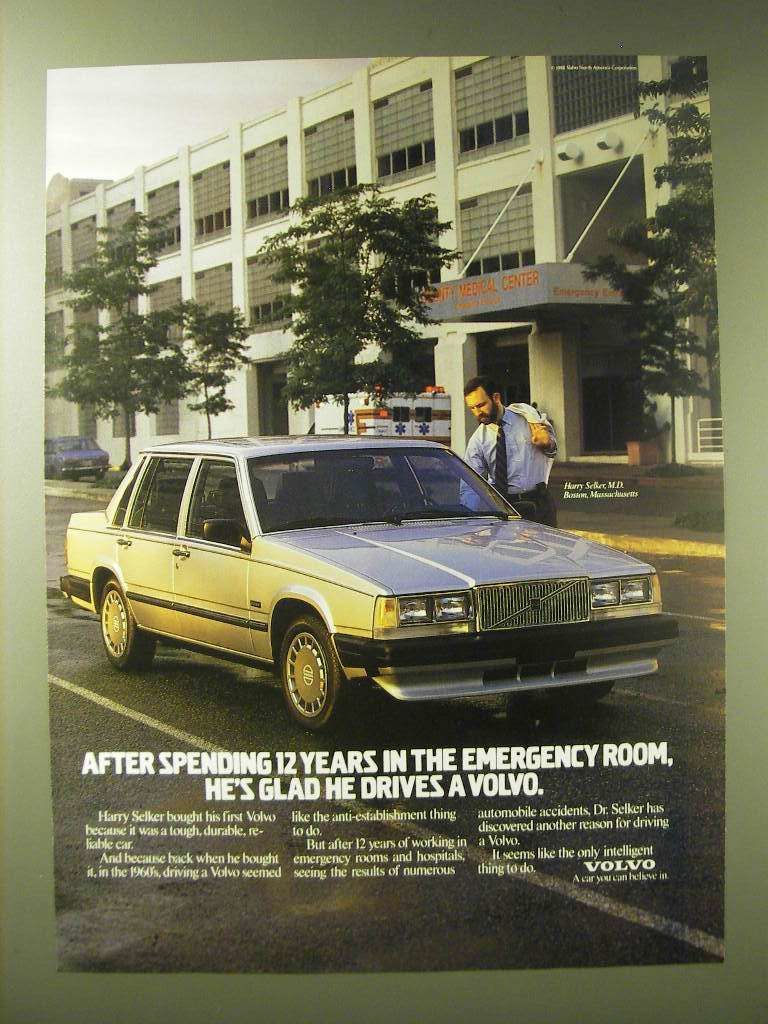 © 1988 Volvo North America Corporation
MEDICAL CENTER
Emergency
Harry Selker, M.D.
Boston, Massachusetts
AFTER SPENDING 12 YEARS IN THE EMERGENCY ROOM,
HE'S GLAD HE DRIVES A VOLVO.
Harry Selker bought his first Volvo
because it was a tough, durable, re-
liable car.
And because back when he bought
it, in the 1960's, driving a Volvo seemed
like the anti-establishment thing
to do.
But after 12 years of working in
emergency rooms and hospitals,
seeing the results of numerous
automobile accidents, Dr. Selker has
discovered another reason for driving
a Volvo.
It seems like the only intelligent
thing to do.
VOLVO
A car you can believe in.